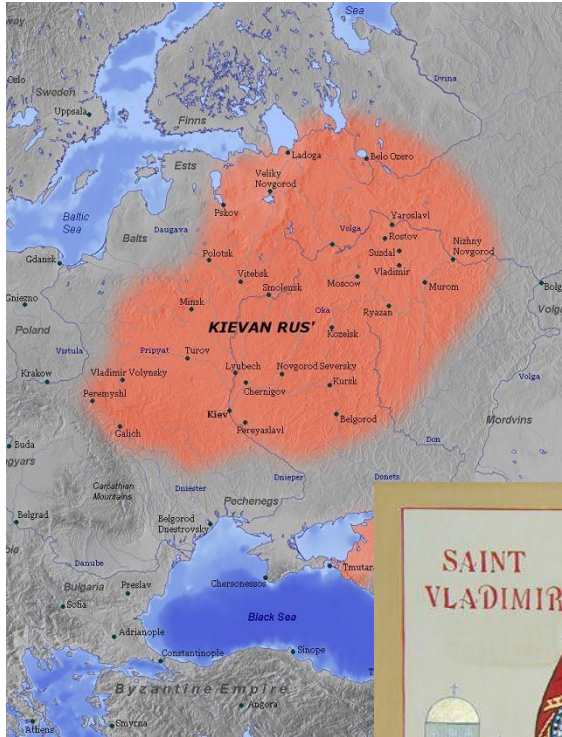 Sea
Oslo
Sweden
Uppsala
Finns
Dvina
Ladoga
Belo Ozero
Ests
Veliky
Novgorod
Pskov
Baltic
Sea
Daugava
Balts
Yaroslavl
Volga
Rostov
Nizhny
Novgorod
Suzdal
Gdansk
Polotsk
Vladimir
Vitebsk
Moscow
Murom
Bolg
Gniezno
Smolensk
Volga
Minsk
Oka
Ryazan
KIEVAN RUS'
Kozelsk
Poland
Vistula
Pripyat
Turov
Krakow
Vladimir Volynsky
Lyubech
Novgorod Seversky
Volga
Chernigov
Kursk
Peremyshl
Kiev
Belgorod
Mordvins
Galich
Pereyaslavl
Don
Buda
gyars
Carpathian
Mountains
Dnieper
Donets
Dniester
Pechenegs
Belgrad
Belgorod
Dnestrovsky
Tmutan
Danube
Chersonessos
Bulgaria
Preslav
Sofia
Black Sea
Adrianople
Constantinople
Sinope
Byzantine Empire
Angora
Athens
Smyrna
SAINT
VLADIMIR